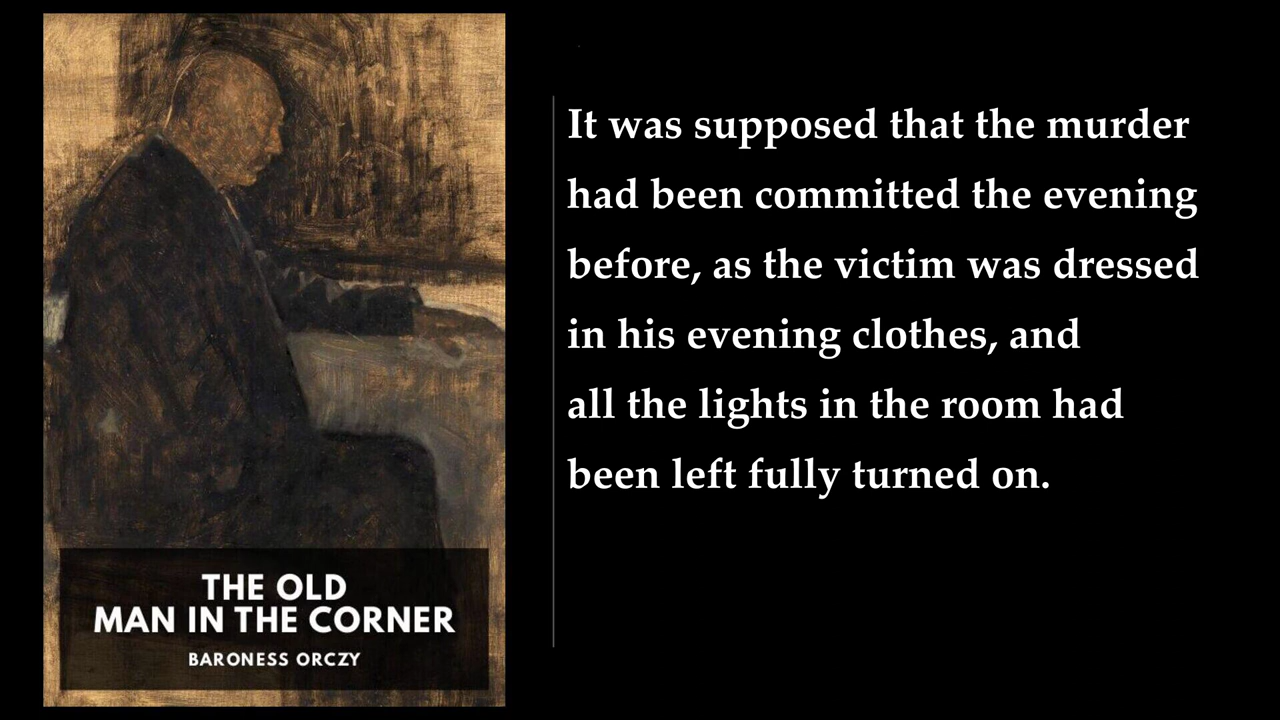 It was supposed that the murder
had been committed the evening
before, as the victim was dressed
in his evening clothes, and
all the lights in the room had
been left fully turned on.
THE OLD
MAN IN THE CORNER
BARONESS ORCZY